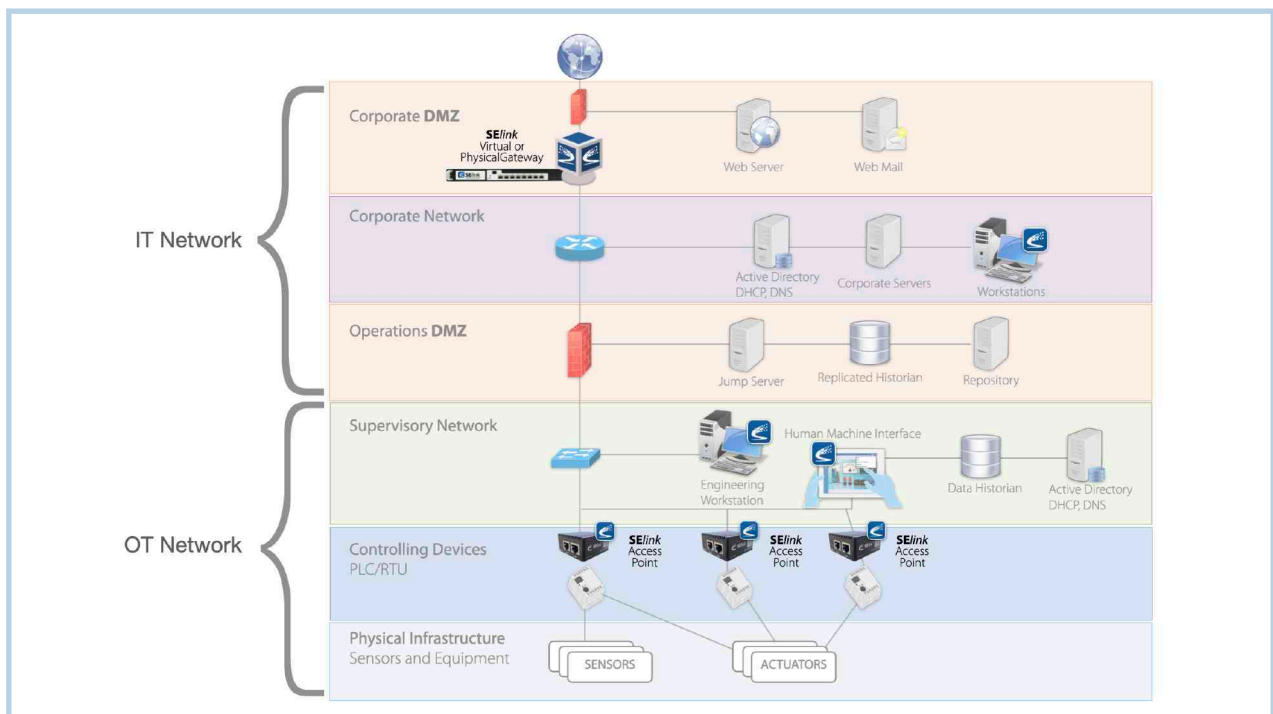 Corporate DMZ
SElink
Virtual or
PhysicalGateway
SElink
Web Server
Web Mail
IT Network
Corporate Network
Active Directory
DHCP, DNS
Corporate Servers
Workstations
Operations DMZ
Jump Server
Replicated Historian
Repository
OT Network
Supervisory Network
Engineering
Workstation
Human Machine Interface
Data Historian
Active Directory
DHCP, DNS
Controlling Devices
PLC/RTU
SElink
Access
Point
SElink
Access
Point
SElink
Access
Point
Physical Infrastructure
Sensors and Equipment
SENSORS
ACTUATORS